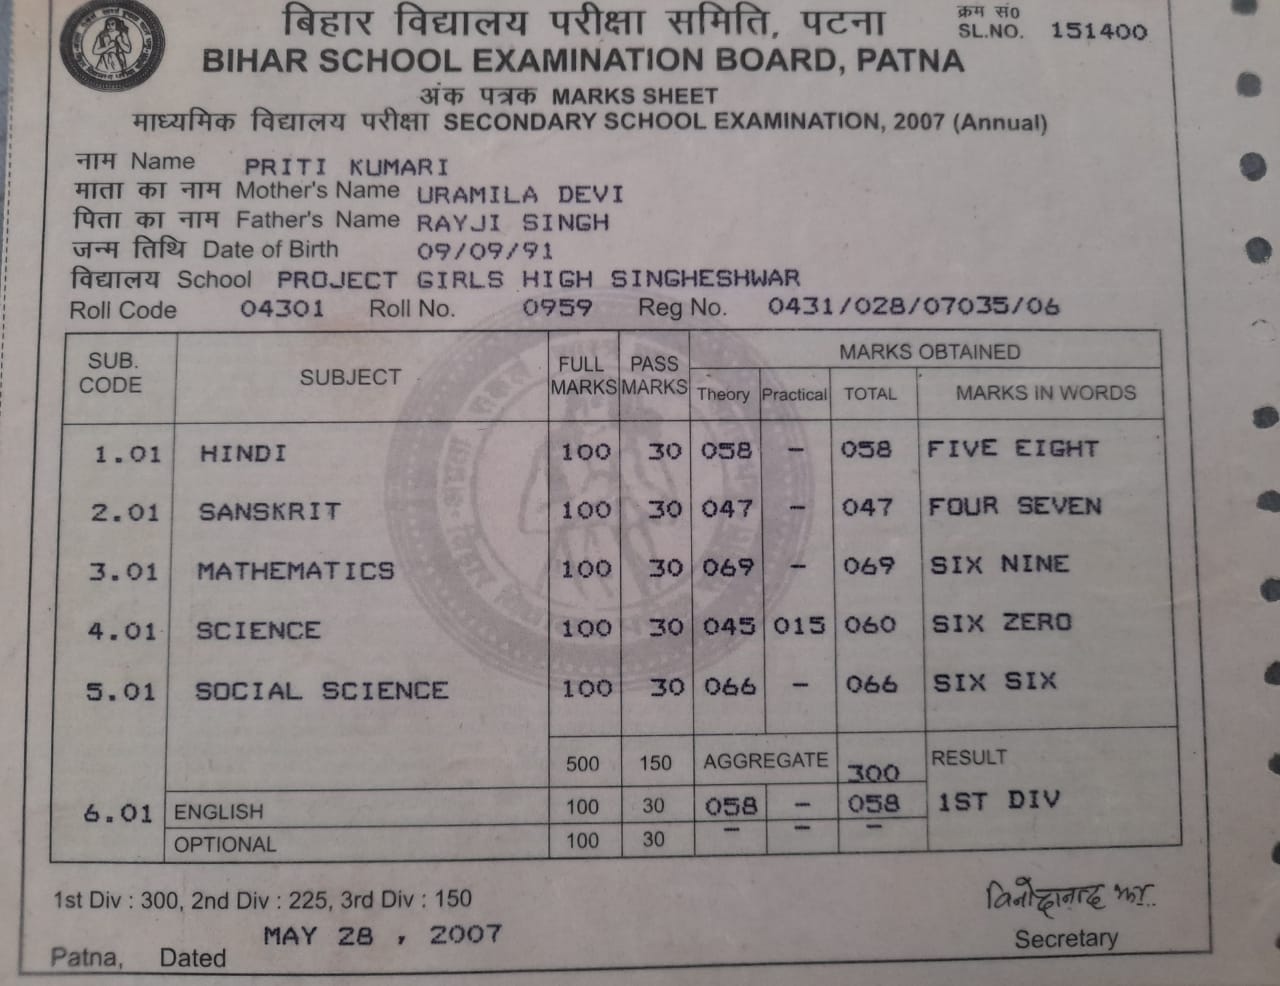 बिहार विद्यालय परीक्षा समिति, पटना
क्रम सं० SL.NO. 151400
BIHAR SCHOOL EXAMINATION BOARD, PATNA
अंक पत्रक MARKS SHEET
माध्यमिक विद्यालय परीक्षा SECONDARY SCHOOL EXAMINATION, 2007 (Annual)
नाम Name PRITI KUMARI
माता का नाम Mother's Name URAMILA DEVI
पिता का नाम Father's Name RAYJI SINGH
जन्म तिथि Date of Birth 09/09/91
विद्यालय School PROJECT GIRLS HIGH SINGHESHWAR
Roll Code 04301 Roll No. 0959 Reg No. 0431/028/07035/06
SUB. CODE SUBJECT FULL MARKS PASS MARKS MARKS OBTAINED
Theory Practical TOTAL MARKS IN WORDS
1.01 HINDI 100 30 058 - 058 FIVE EIGHT
2.01 SANSKRIT 100 30 047 - 047 FOUR SEVEN
3.01 MATHEMATICS 100 30 069 - 069 SIX NINE
4.01 SCIENCE 100 30 045 015 060 SIX ZERO
5.01 SOCIAL SCIENCE 100 30 066 - 066 SIX SIX
500 150 AGGREGATE 300 RESULT
6.01 ENGLISH 100 30 058 - 058 1ST DIV
OPTIONAL 100 30 - - -
1st Div : 300, 2nd Div : 225, 3rd Div : 150
विनोदानन्द झा
MAY 28 , 2007
Secretary
Patna, Dated